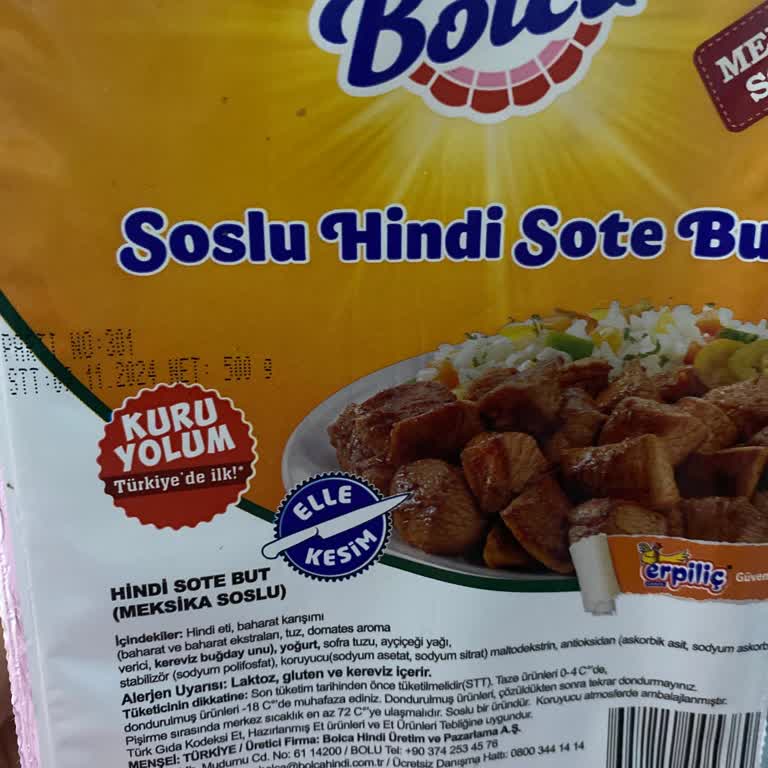 Bolca
Soslu Hindi Sote Bu
NO:301
STT: 11.2024 NET: 500 g
KURU
YOLUM
Türkiye'de ilk!*
ELLE
KESİM
erpiliç
Güven
HİNDİ SOTE BUT
(MEKSİKA SOSLU)
İçindekiler: Hindi eti, baharat karışımı
(baharat ve baharat ekstraları, tuz, domates aroma
verici, kereviz buğday unu), yoğurt, sofra tuzu, ayçiçeği yağı,
stabilizör (sodyum polifosfat), koruyucu(sodyum asetat, sodyum sitrat) maltodekstrin, antioksidan (askorbik asit, sodyum askorb
Alerjen Uyarısı: Laktoz, gluten ve kereviz içerir.
Tüketicinin dikkatine: Son tüketim tarihinden önce tüketilmelidir(STT). Taze ürünleri 0-4 C°'de,
dondurulmuş ürünleri -18 C°'de muhafaza ediniz. Dondurulmuş ürünleri, çözüldükten sonra tekrar dondurmayınız.
Pişirme sırasında merkez sıcaklık en az 72 C°'ye ulaşmalıdır. Soslu bir üründür. Koruyucu atmosferde ambalajlanmıştır.
Türk Gıda Kodeksi Et, Hazırlanmış Et Ürünleri ve Et Ürünleri Tebliğine uygundur.
MENŞEİ: TÜRKİYE / Üretici Firma: Bolca Hindi Üretim ve Pazarlama A.Ş.
Mudurnu Cd. No: 61 14200 / BOLU Tel: +90 374 253 45 76
bolca@bolcahindi.com.tr / Ücretsiz Danışma Hattı: 0800 344 14 14